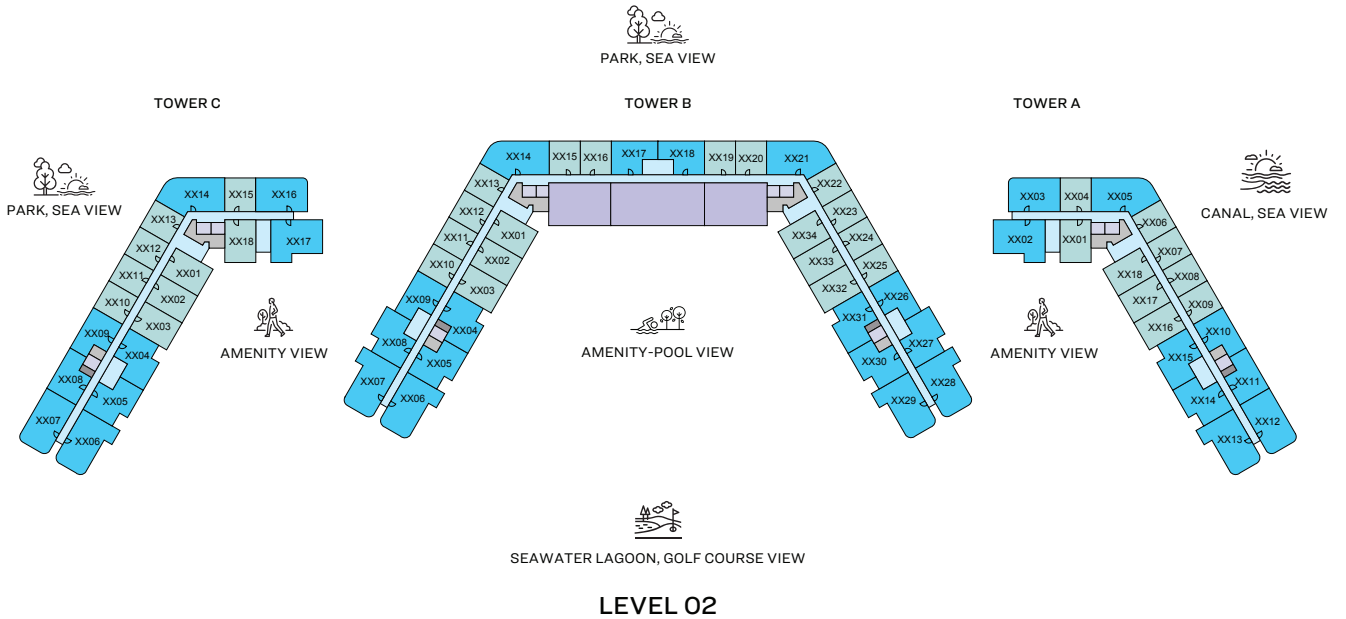 PARK, SEA VIEW
TOWER C
TOWER B
TOWER A
PARK, SEA VIEW
CANAL, SEA VIEW
XX14
XX15
XX16
XX13
XX12
XX11
XX10
XX09
XX08
XX07
XX18
XX17
XX01
XX02
XX03
XX04
XX05
XX06
AMENITY VIEW
XX14
XX15
XX16
XX17
XX18
XX19
XX20
XX21
XX13
XX12
XX11
XX10
XX09
XX08
XX07
XX01
XX02
XX03
XX04
XX05
XX06
XX22
XX23
XX24
XX25
XX26
XX27
XX28
XX34
XX33
XX32
XX31
XX30
XX29
AMENITY-POOL VIEW
XX03
XX04
XX05
XX02
XX01
XX06
XX07
XX08
XX09
XX10
XX11
XX12
XX18
XX17
XX16
XX15
XX14
XX13
AMENITY VIEW
SEAWATER LAGOON, GOLF COURSE VIEW
LEVEL 02